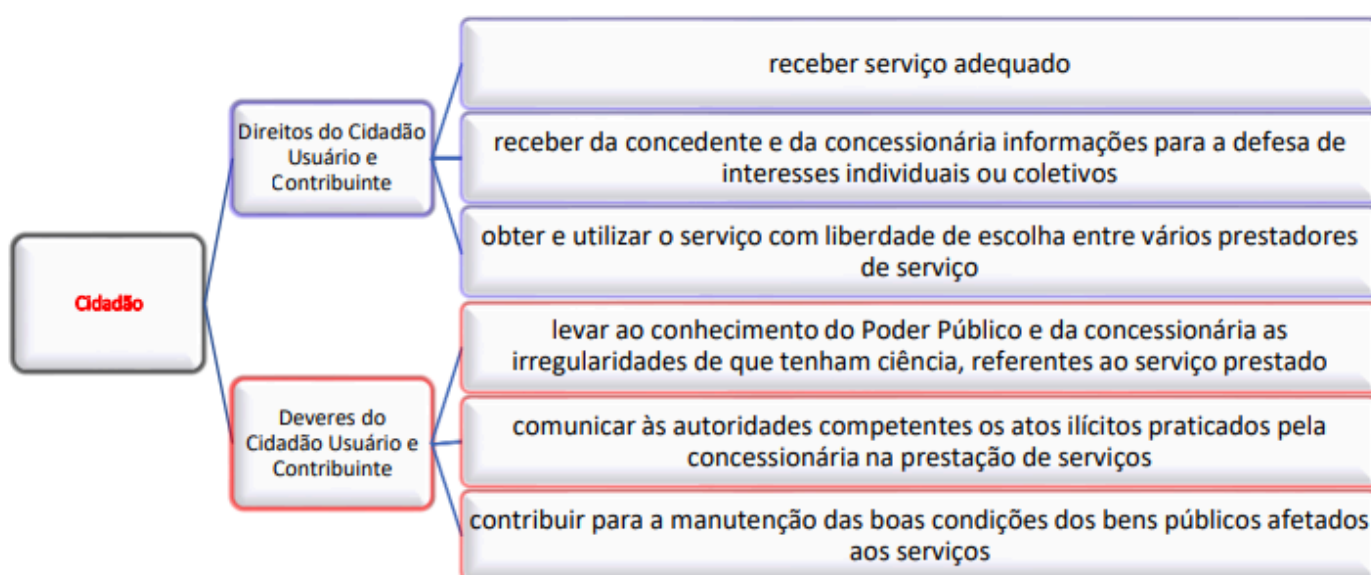 Cidadão
Direitos do Cidadão
Usuário e
Contribuinte
receber serviço adequado
receber da concedente e da concessionária informações para a defesa de
interesses individuais ou coletivos
obter e utilizar o serviço com liberdade de escolha entre vários prestadores
de serviço
Deveres do
Cidadão Usuário e
Contribuinte
levar ao conhecimento do Poder Público e da concessionária as
irregularidades de que tenham ciência, referentes ao serviço prestado
comunicar às autoridades competentes os atos ilícitos praticados pela
concessionária na prestação de serviços
contribuir para a manutenção das boas condições dos bens públicos afetados
aos serviços